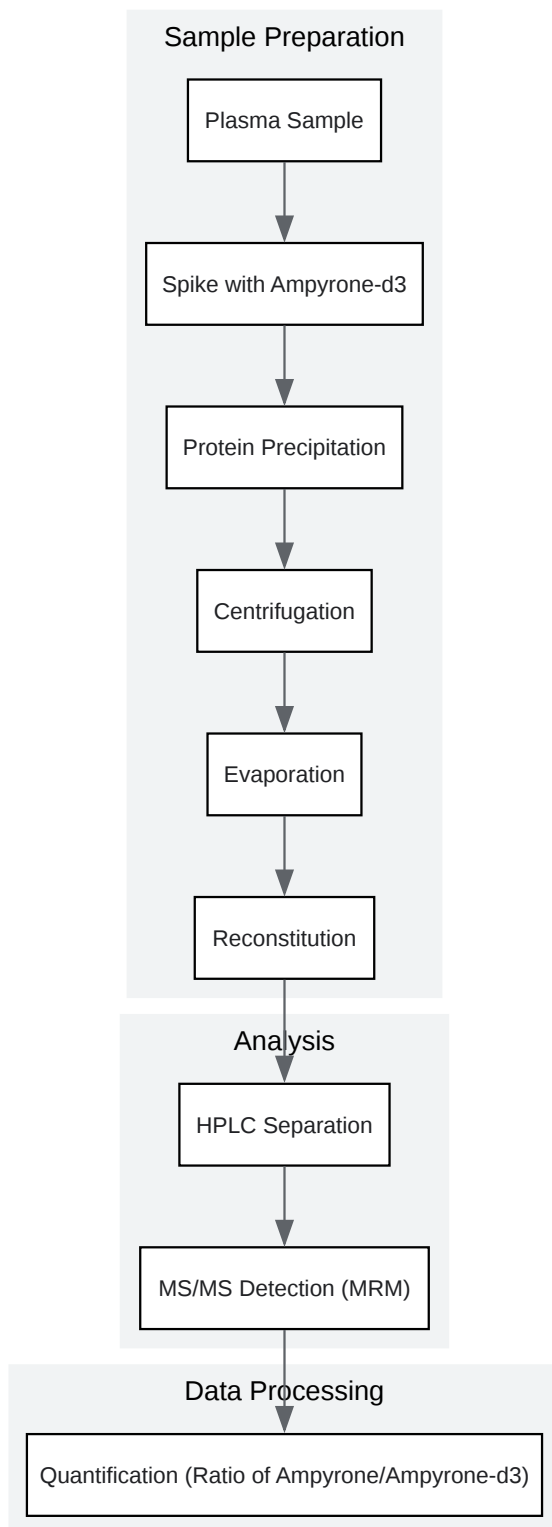 Sample Preparation
Plasma Sample
Spike with Ampyrone-d3
Protein Precipitation
Centrifugation
Evaporation
Reconstitution
Analysis
HPLC Separation
MS/MS Detection (MRM)
Data Processing
Quantification (Ratio of Ampyrone/Ampyrone-d3)